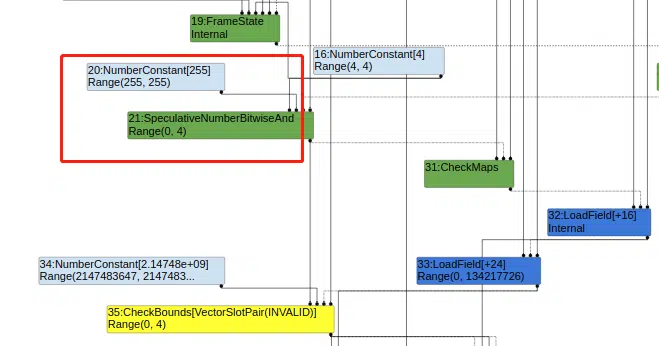 19:FrameState
Internal
16:NumberConstant[4]
Range(4, 4)
20:NumberConstant[255]
Range(255, 255)
21:SpeculativeNumberBitwiseAnd
Range(0, 4)
31:CheckMaps
32:LoadField[+16]
Internal
34:NumberConstant[2.14748e+09]
Range(2147483647, 2147483...
33:LoadField[+24]
Range(0, 134217726)
35:CheckBounds[VectorSlotPair(INVALID)]
Range(0, 4)